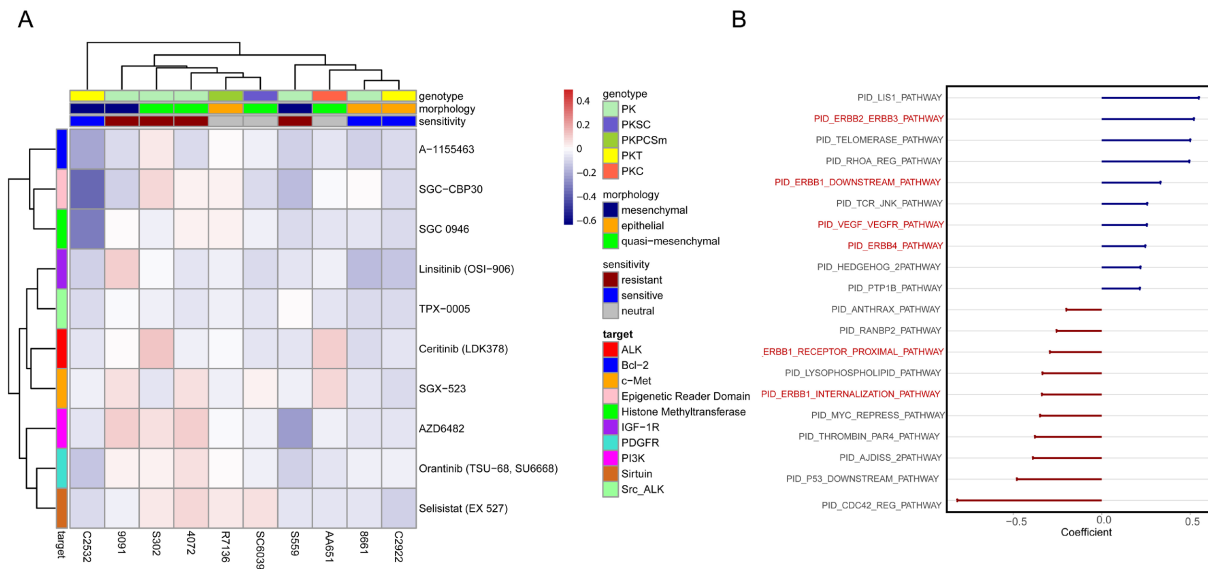 A
B
genotype
morphology
sensitivity
A-1155463
SGC-CBP30
SGC 0946
Linsitinib (OSI-906)
TPX-0005
Ceritinib (LDK378)
SGX-523
AZD6482
Orantinib (TSU-68, SU6668)
Selisistat (EX 527)
target
C2532
9091
S302
4072
R7136
SC6039
S559
AA651
8661
C2922
0.4
0.2
0
-0.2
-0.4
-0.6
genotype
PK
PKSC
PKPCSm
PKT
PKC
morphology
mesenchymal
epithelial
quasi-mesenchymal
sensitivity
resistant
sensitive
neutral
target
ALK
Bcl-2
c-Met
Epigenetic Reader Domain
Histone Methyltransferase
IGF-1R
PDGFR
PI3K
Sirtuin
Src_ALK
PID_LIS1_PATHWAY
PID_ERBB2_ERBB3_PATHWAY
PID_TELOMERASE_PATHWAY
PID_RHOA_REG_PATHWAY
PID_ERBB1_DOWNSTREAM_PATHWAY
PID_TCR_JNK_PATHWAY
PID_VEGF_VEGFR_PATHWAY
PID_ERBB4_PATHWAY
PID_HEDGEHOG_2PATHWAY
PID_PTP1B_PATHWAY
PID_ANTHRAX_PATHWAY
PID_RANBP2_PATHWAY
ERBB1_RECEPTOR_PROXIMAL_PATHWAY
PID_LYSOPHOSPHOLIPID_PATHWAY
PID_ERBB1_INTERNALIZATION_PATHWAY
PID_MYC_REPRESS_PATHWAY
PID_THROMBIN_PAR4_PATHWAY
PID_AJDISS_2PATHWAY
PID_P53_DOWNSTREAM_PATHWAY
PID_CDC42_REG_PATHWAY
-0.5
0.0
0.5
Coefficient